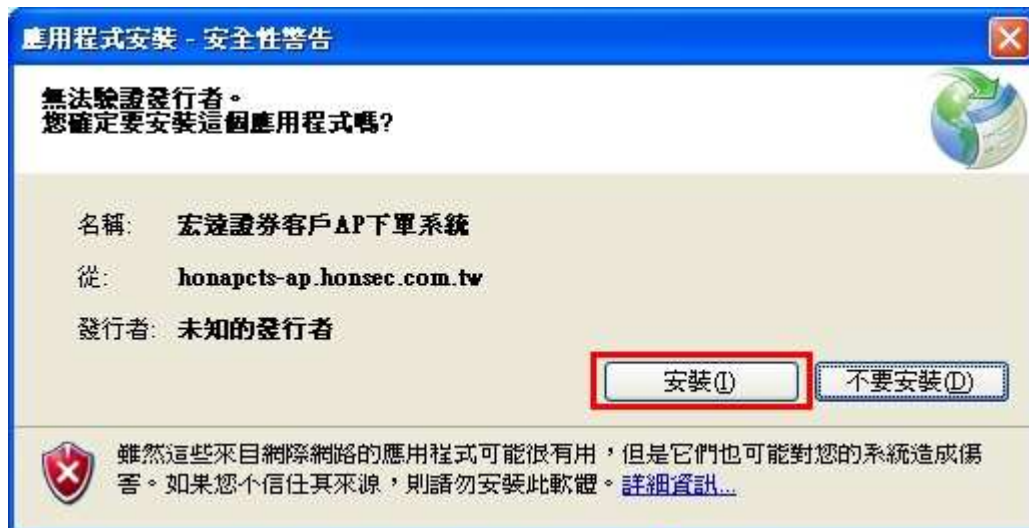 應用程式安裝 - 安全性警告
無法驗證發行者。
您確定要安裝這個應用程式嗎?
名稱: 宏遠證券客戶AP下單系統
從: honapcts-ap.honsec.com.tw
發行者: 未知的發行者
安裝(I) 不要安裝(D)
雖然這些來自網際網路的應用程式可能很有用，但是它們也可能對您的系統造成傷
害。如果您不信任其來源，則請勿安裝此軟體。詳細資訊...